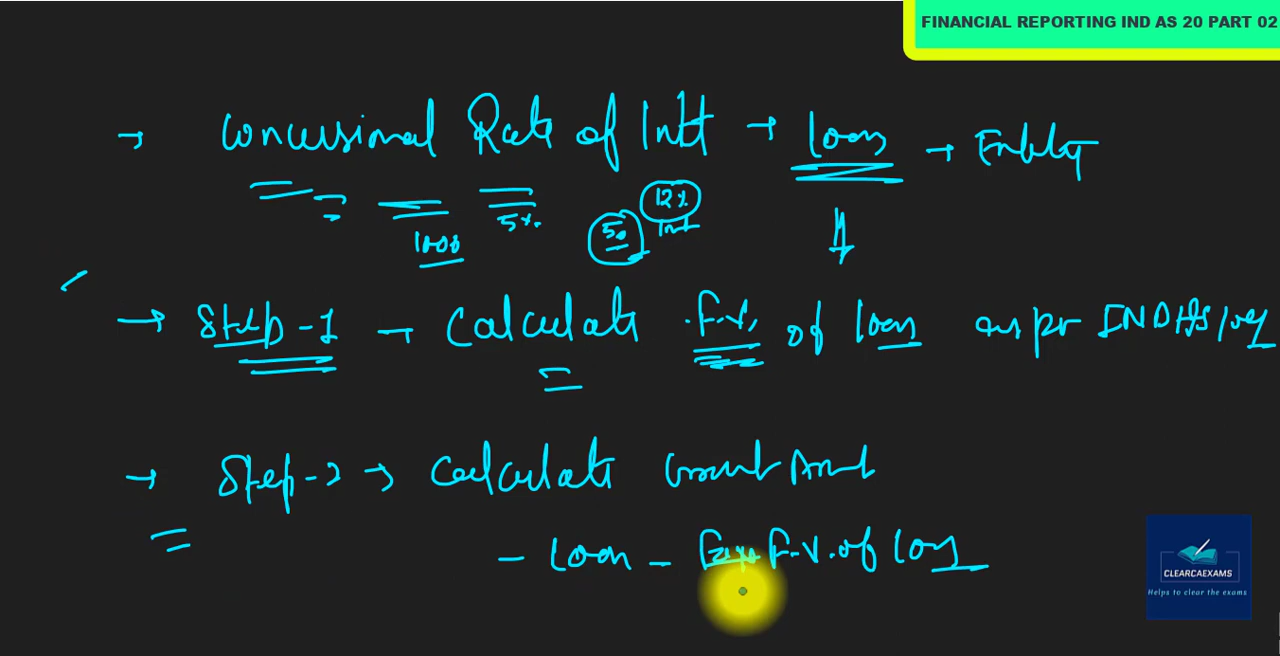 FINANCIAL REPORTING IND AS 20 PART 02
→ Concessional Rate of Intt → loan → Entity
1000 5%. 50 12% Int
→ Step-1 → Calculate F.V. of loan as per IND AS 109
→ Step-2 → Calculate Grant Amt
- Loan - F.V. of loan
CLEARCAEXAMS
Helps to clear the exams